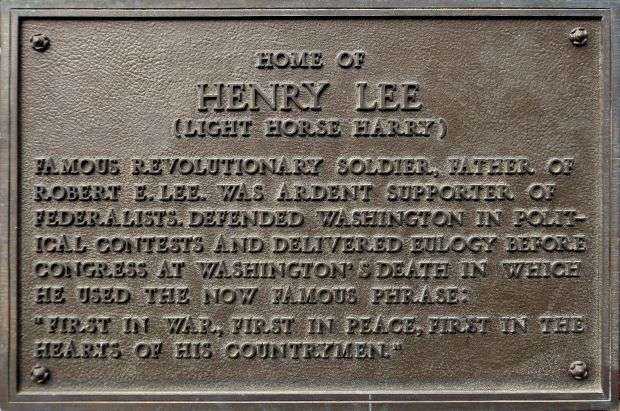 HOME OF
HENRY LEE
(LIGHT HORSE HARRY)
FAMOUS REVOLUTIONARY SOLDIER, FATHER OF
ROBERT E. LEE. WAS ARDENT SUPPORTER OF
FEDERALISTS. DEFENDED WASHINGTON IN POLIT-
ICAL CONTESTS AND DELIVERED EULOGY BEFORE
CONGRESS AT WASHINGTON'S DEATH IN WHICH
HE USED THE NOW FAMOUS PHRASE:
"FIRST IN WAR, FIRST IN PEACE, FIRST IN THE
HEARTS OF HIS COUNTRYMEN."